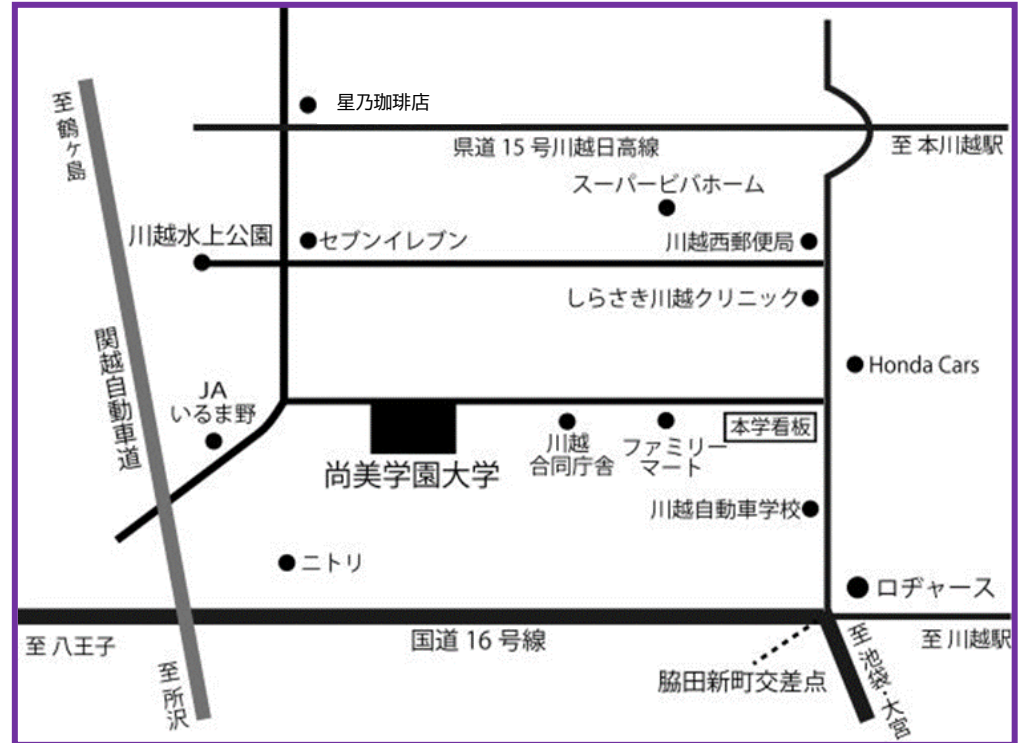 星乃珈琲店
至鶴ヶ島
県道15号川越日高線
至 本川越駅
スーパービバホーム
川越水上公園
セブンイレブン
川越西郵便局
しらさき川越クリニック
関越自動車道
Honda Cars
JA
いるま野
本学看板
川越
合同庁舎
ファミリー
マート
尚美学園大学
川越自動車学校
ニトリ
ロヂャース
至 八王子
国道16号線
至 川越駅
至所沢
脇田新町交差点
至池袋・大宮